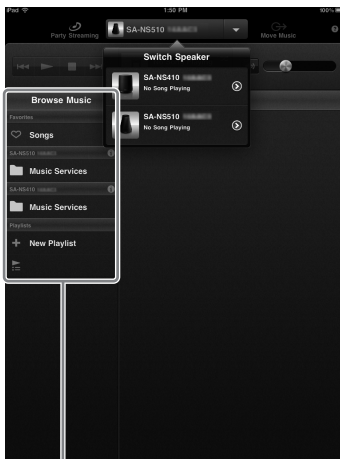 iPad
1:50 PM
100%
Party Streaming
SA-NS510
Move Music
Switch Speaker
SA-NS410
No Song Playing
SA-NS510
No Song Playing
Browse Music
Favorites
Songs
SA-NS510
Music Services
SA-NS410
Music Services
Playlists
New Playlist